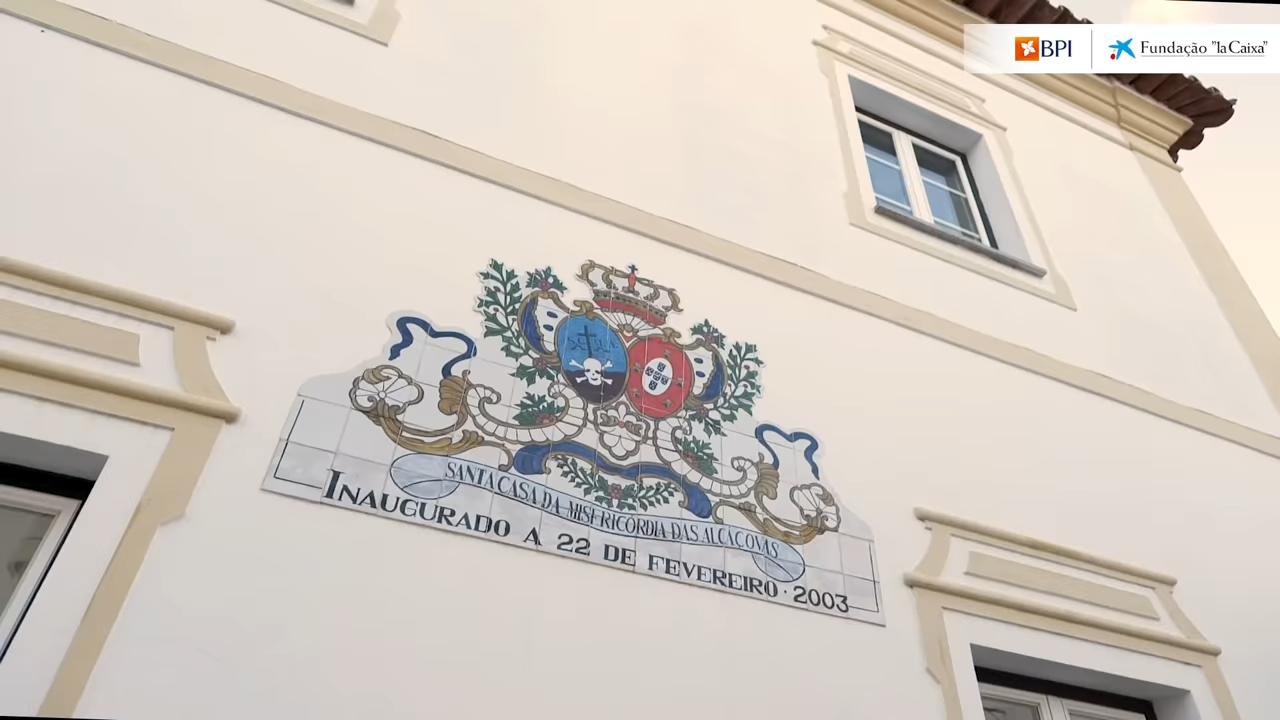 BPI
Fundação "la Caixa"
SANTA CASA DA MISERICÓRDIA DAS ALCÁÇOVAS
INAUGURADO A 22 DE FEVEREIRO · 2003